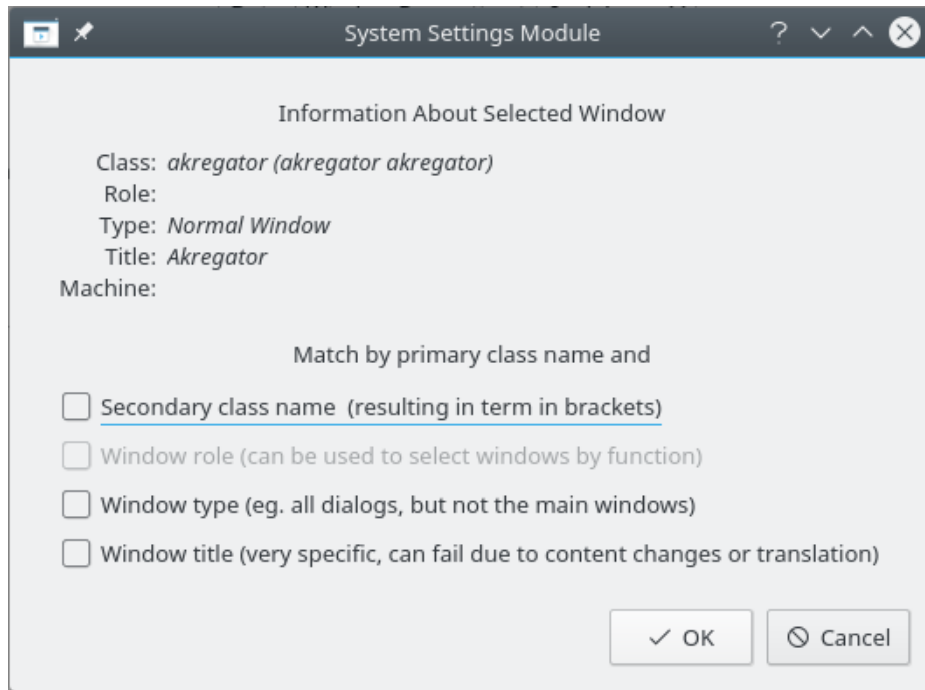 System Settings Module
Information About Selected Window
Class: akregator (akregator akregator)
Role:
Type: Normal Window
Title: Akregator
Machine:
Match by primary class name and
Secondary class name  (resulting in term in brackets)
Window role (can be used to select windows by function)
Window type (eg. all dialogs, but not the main windows)
Window title (very specific, can fail due to content changes or translation)
OK Cancel